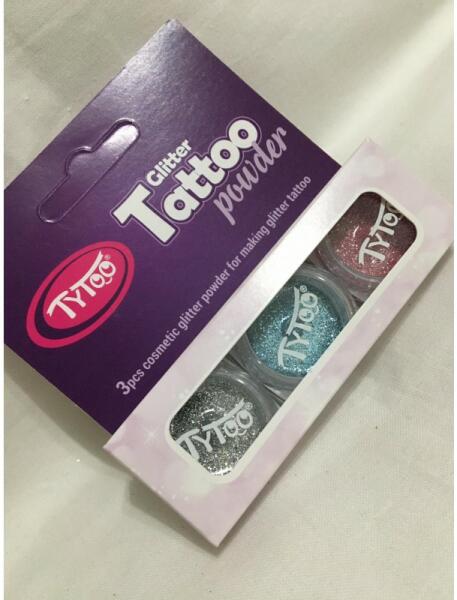 Glitter
Tattoo
powder
TyToo®
3pcs cosmetic glitter powder for making glitter tattoo
TyToo®
TyToo®
TyToo®